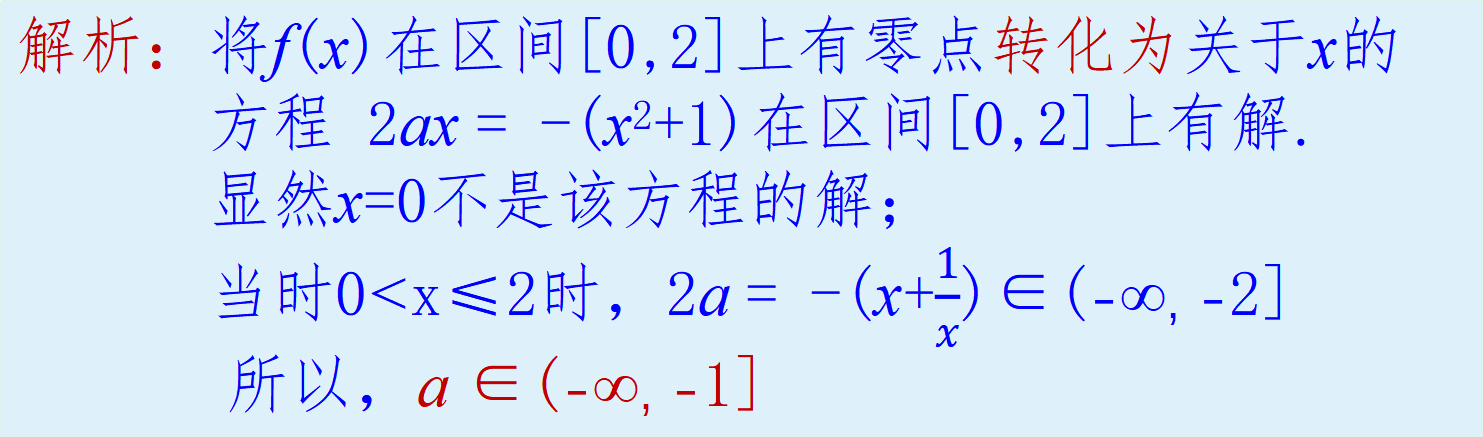 解析：将f(x)在区间[0,2]上有零点转化为关于x的
方程 2ax = -(x²+1)在区间[0,2]上有解.
显然x=0不是该方程的解；
当时0<x≤2时，2a = -(x+1/x)∈(-∞, -2]
所以，a∈(-∞, -1]